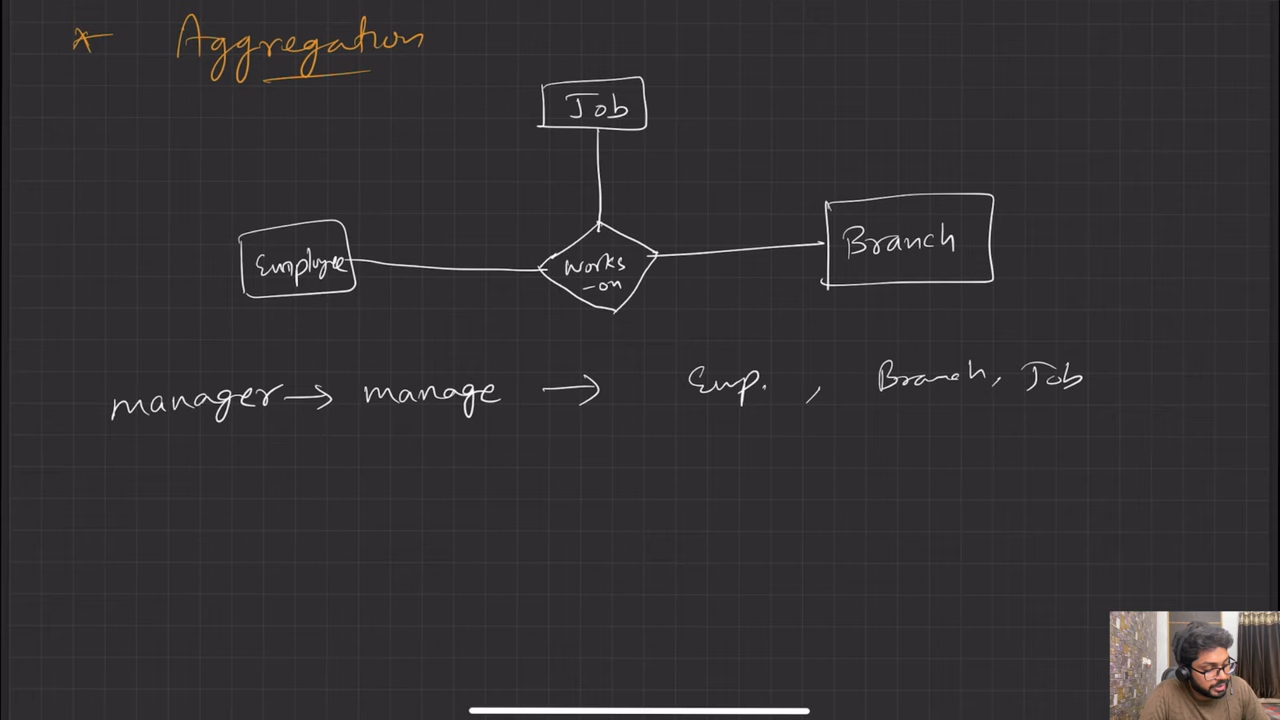 * Aggregation
Job
Employee
Works
-on
Branch
manager → manage → Emp. , Branch, Job